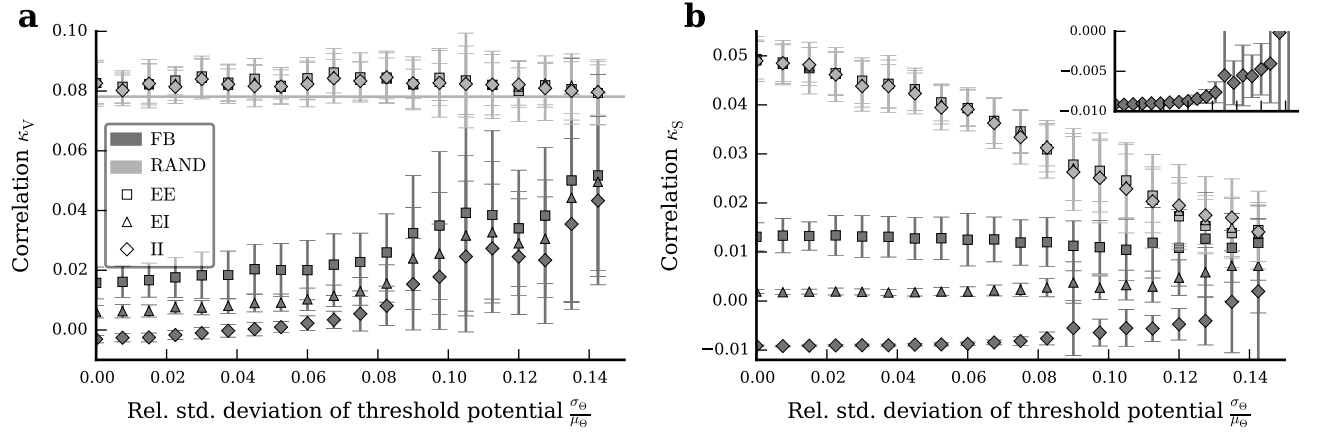 a
0.10
0.08
0.06
0.04
0.02
0.00
Correlation κV
FB
RAND
EE
EI
II
0.00 0.02 0.04 0.06 0.08 0.10 0.12 0.14
Rel. std. deviation of threshold potential σΘ/μΘ
b
0.05
0.04
0.03
0.02
0.01
0.00
−0.01
Correlation κS
0.000
−0.005
−0.010
0.00 0.02 0.04 0.06 0.08 0.10 0.12 0.14
Rel. std. deviation of threshold potential σΘ/μΘ